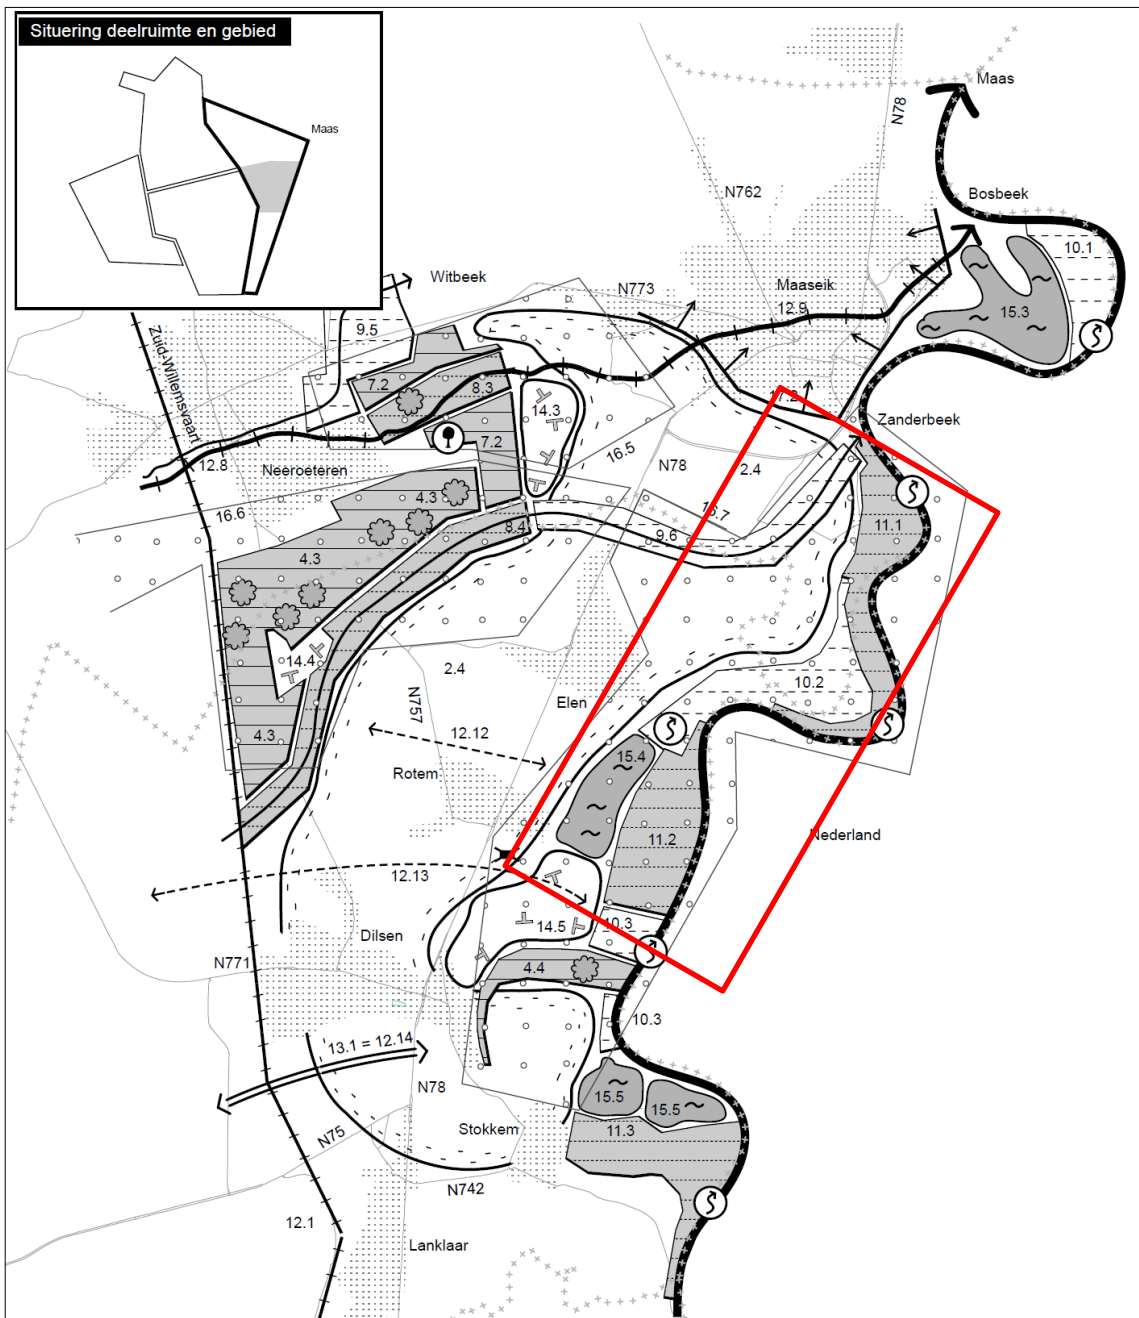 Situering deelruimte en gebied
Maas
Maas
N78
N762
Bosbeek
10.1
Witbeek
N773
Maaseik
12.9
15.3
9.5
Zuid-Willemsvaart
7.2
8.3
17.2
14.3
Zanderbeek
7.2
16.5
12.8
Neeroeteren
N78
2.4
4.3
16.6
16.7
11.1
8.4
9.6
4.3
14.4
2.4
10.2
Elen
N757
4.3
12.12
15.4
Rotem
Nederland
11.2
12.13
14.5
10.3
Dilsen
N771
4.4
10.3
13.1 = 12.14
N78
15.5
15.5
Stokkem
11.3
N75
N742
12.1
Lanklaar